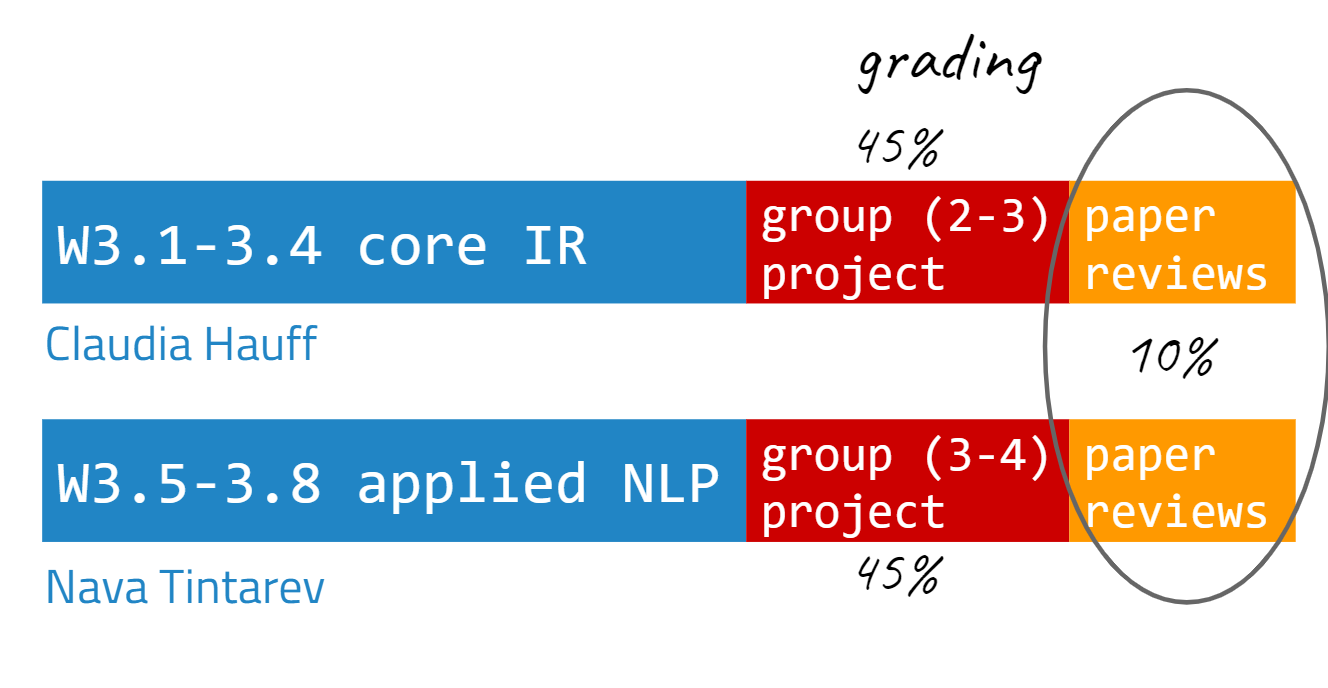 grading
45%
W3.1-3.4 core IR
group (2-3)
project
paper
reviews
Claudia Hauff
10%
W3.5-3.8 applied NLP
group (3-4)
project
paper
reviews
Nava Tintarev
45%